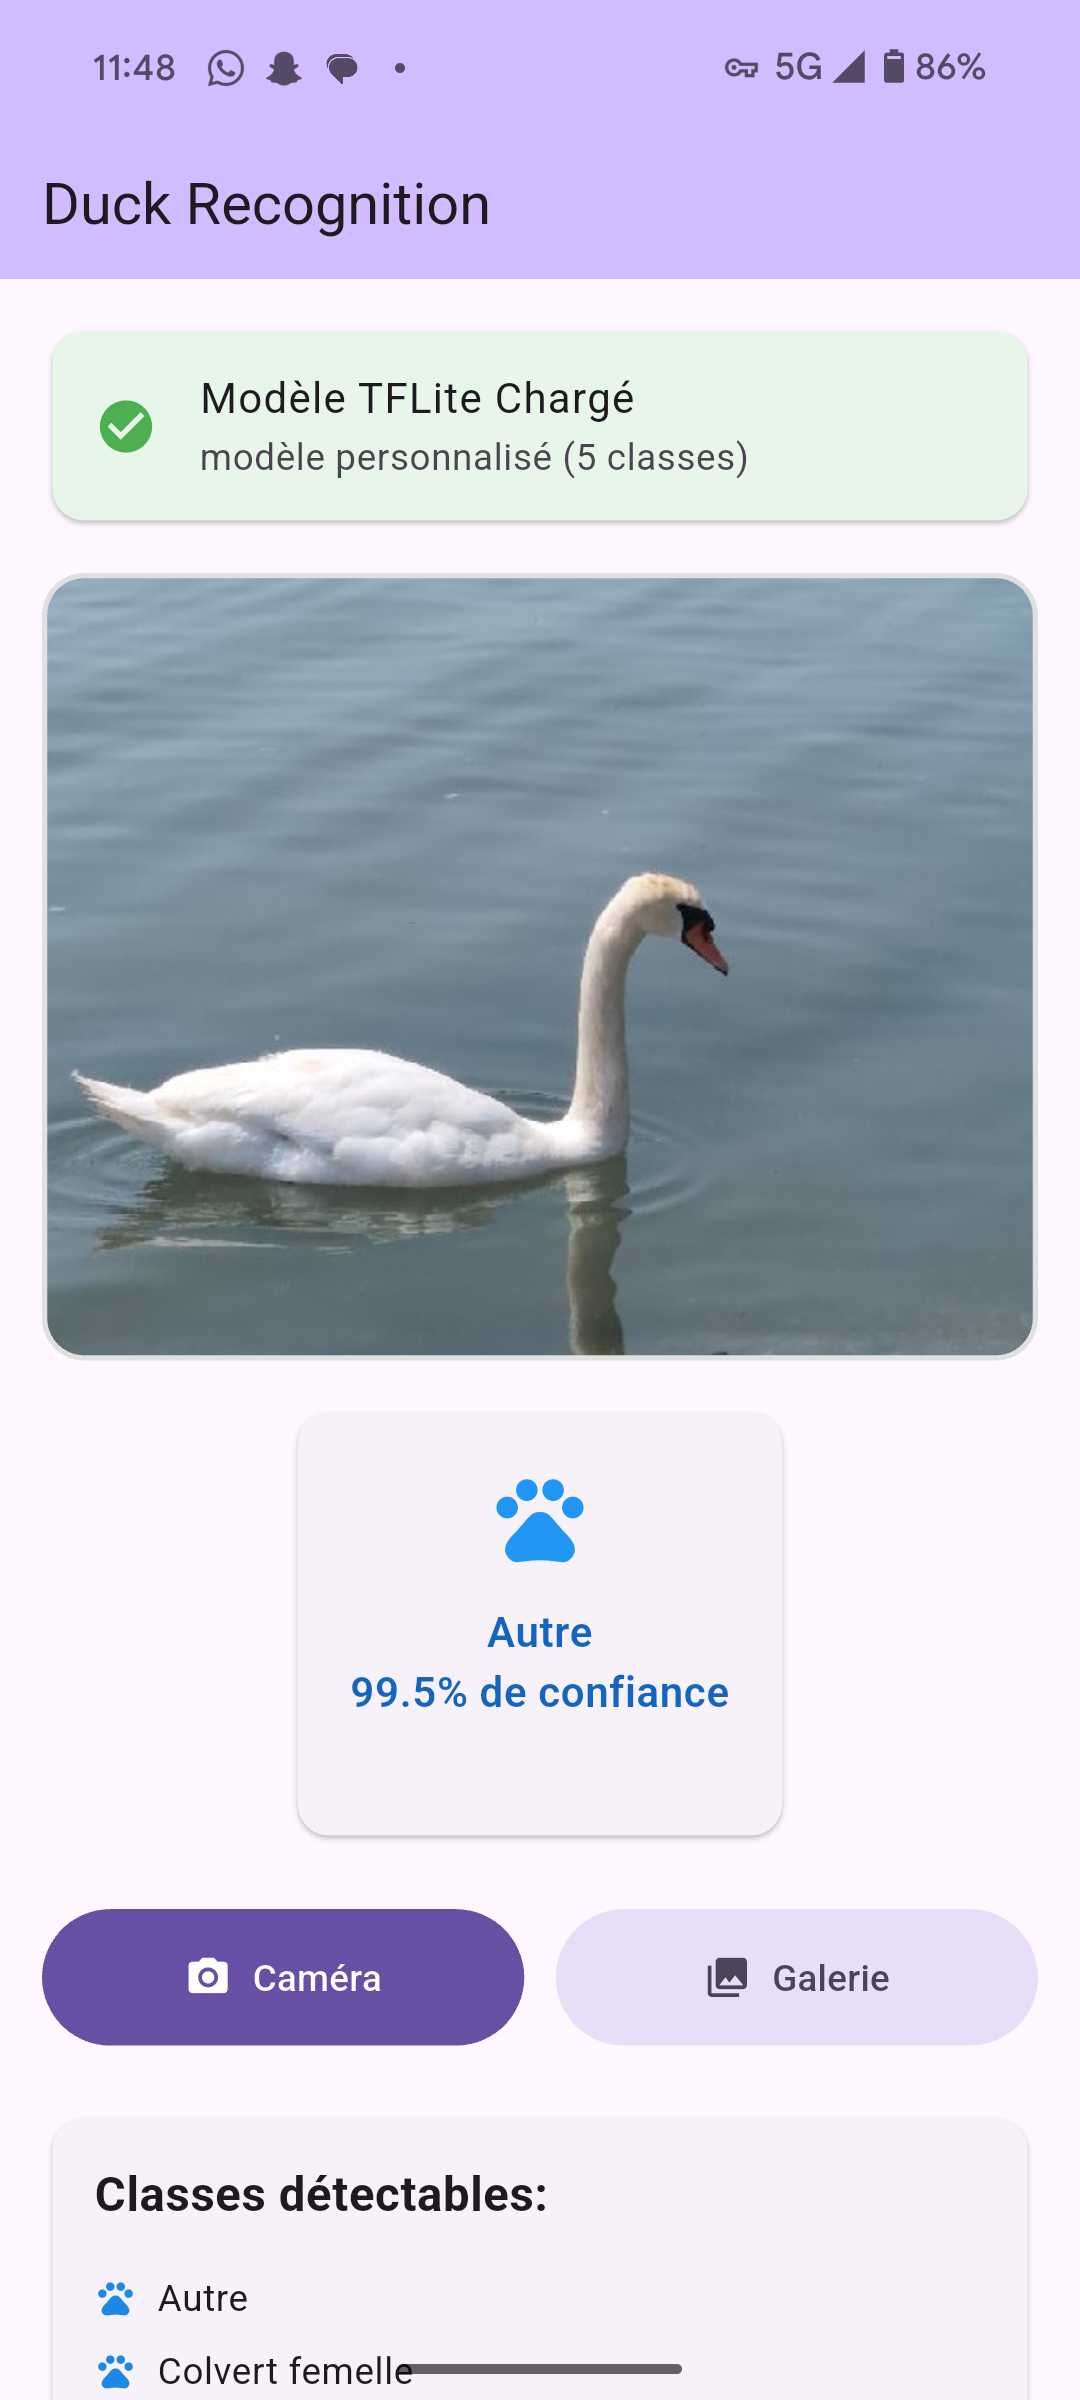 11:48
5G
86%
Duck Recognition
Modèle TFLite Chargé
modèle personnalisé (5 classes)
Autre
99.5% de confiance
Caméra
Galerie
Classes détectables:
Autre
Colvert femelle